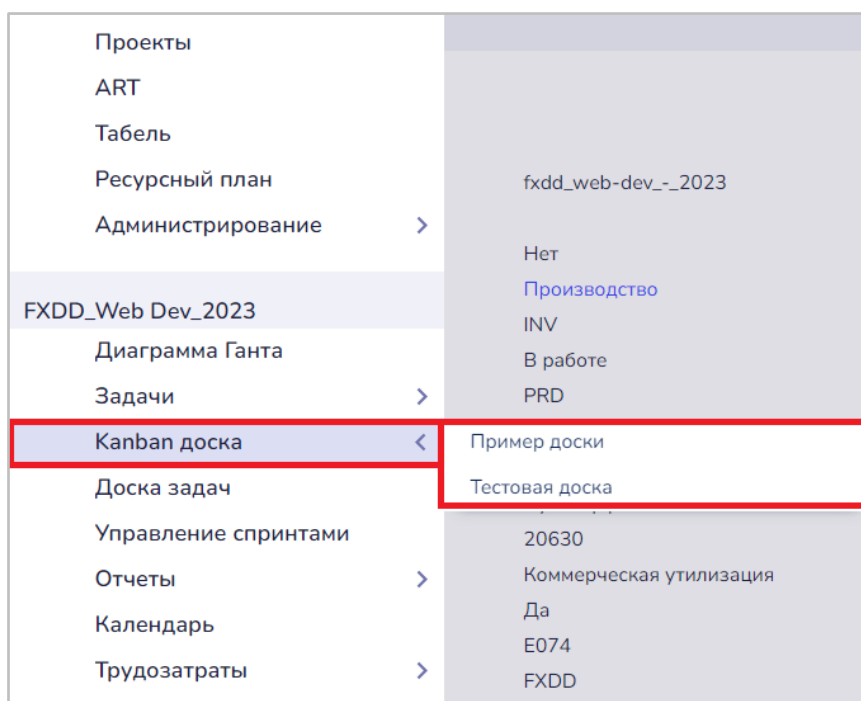 Проекты
ART
Табель
Ресурсный план
Администрирование
FXDD_Web Dev_2023
Диаграмма Ганта
Задачи
Kanban доска
Доска задач
Управление спринтами
Отчеты
Календарь
Трудозатраты
fxdd_web-dev_-_2023
Нет
Производство
INV
В работе
PRD
Пример доски
Тестовая доска
20630
Коммерческая утилизация
Да
E074
FXDD